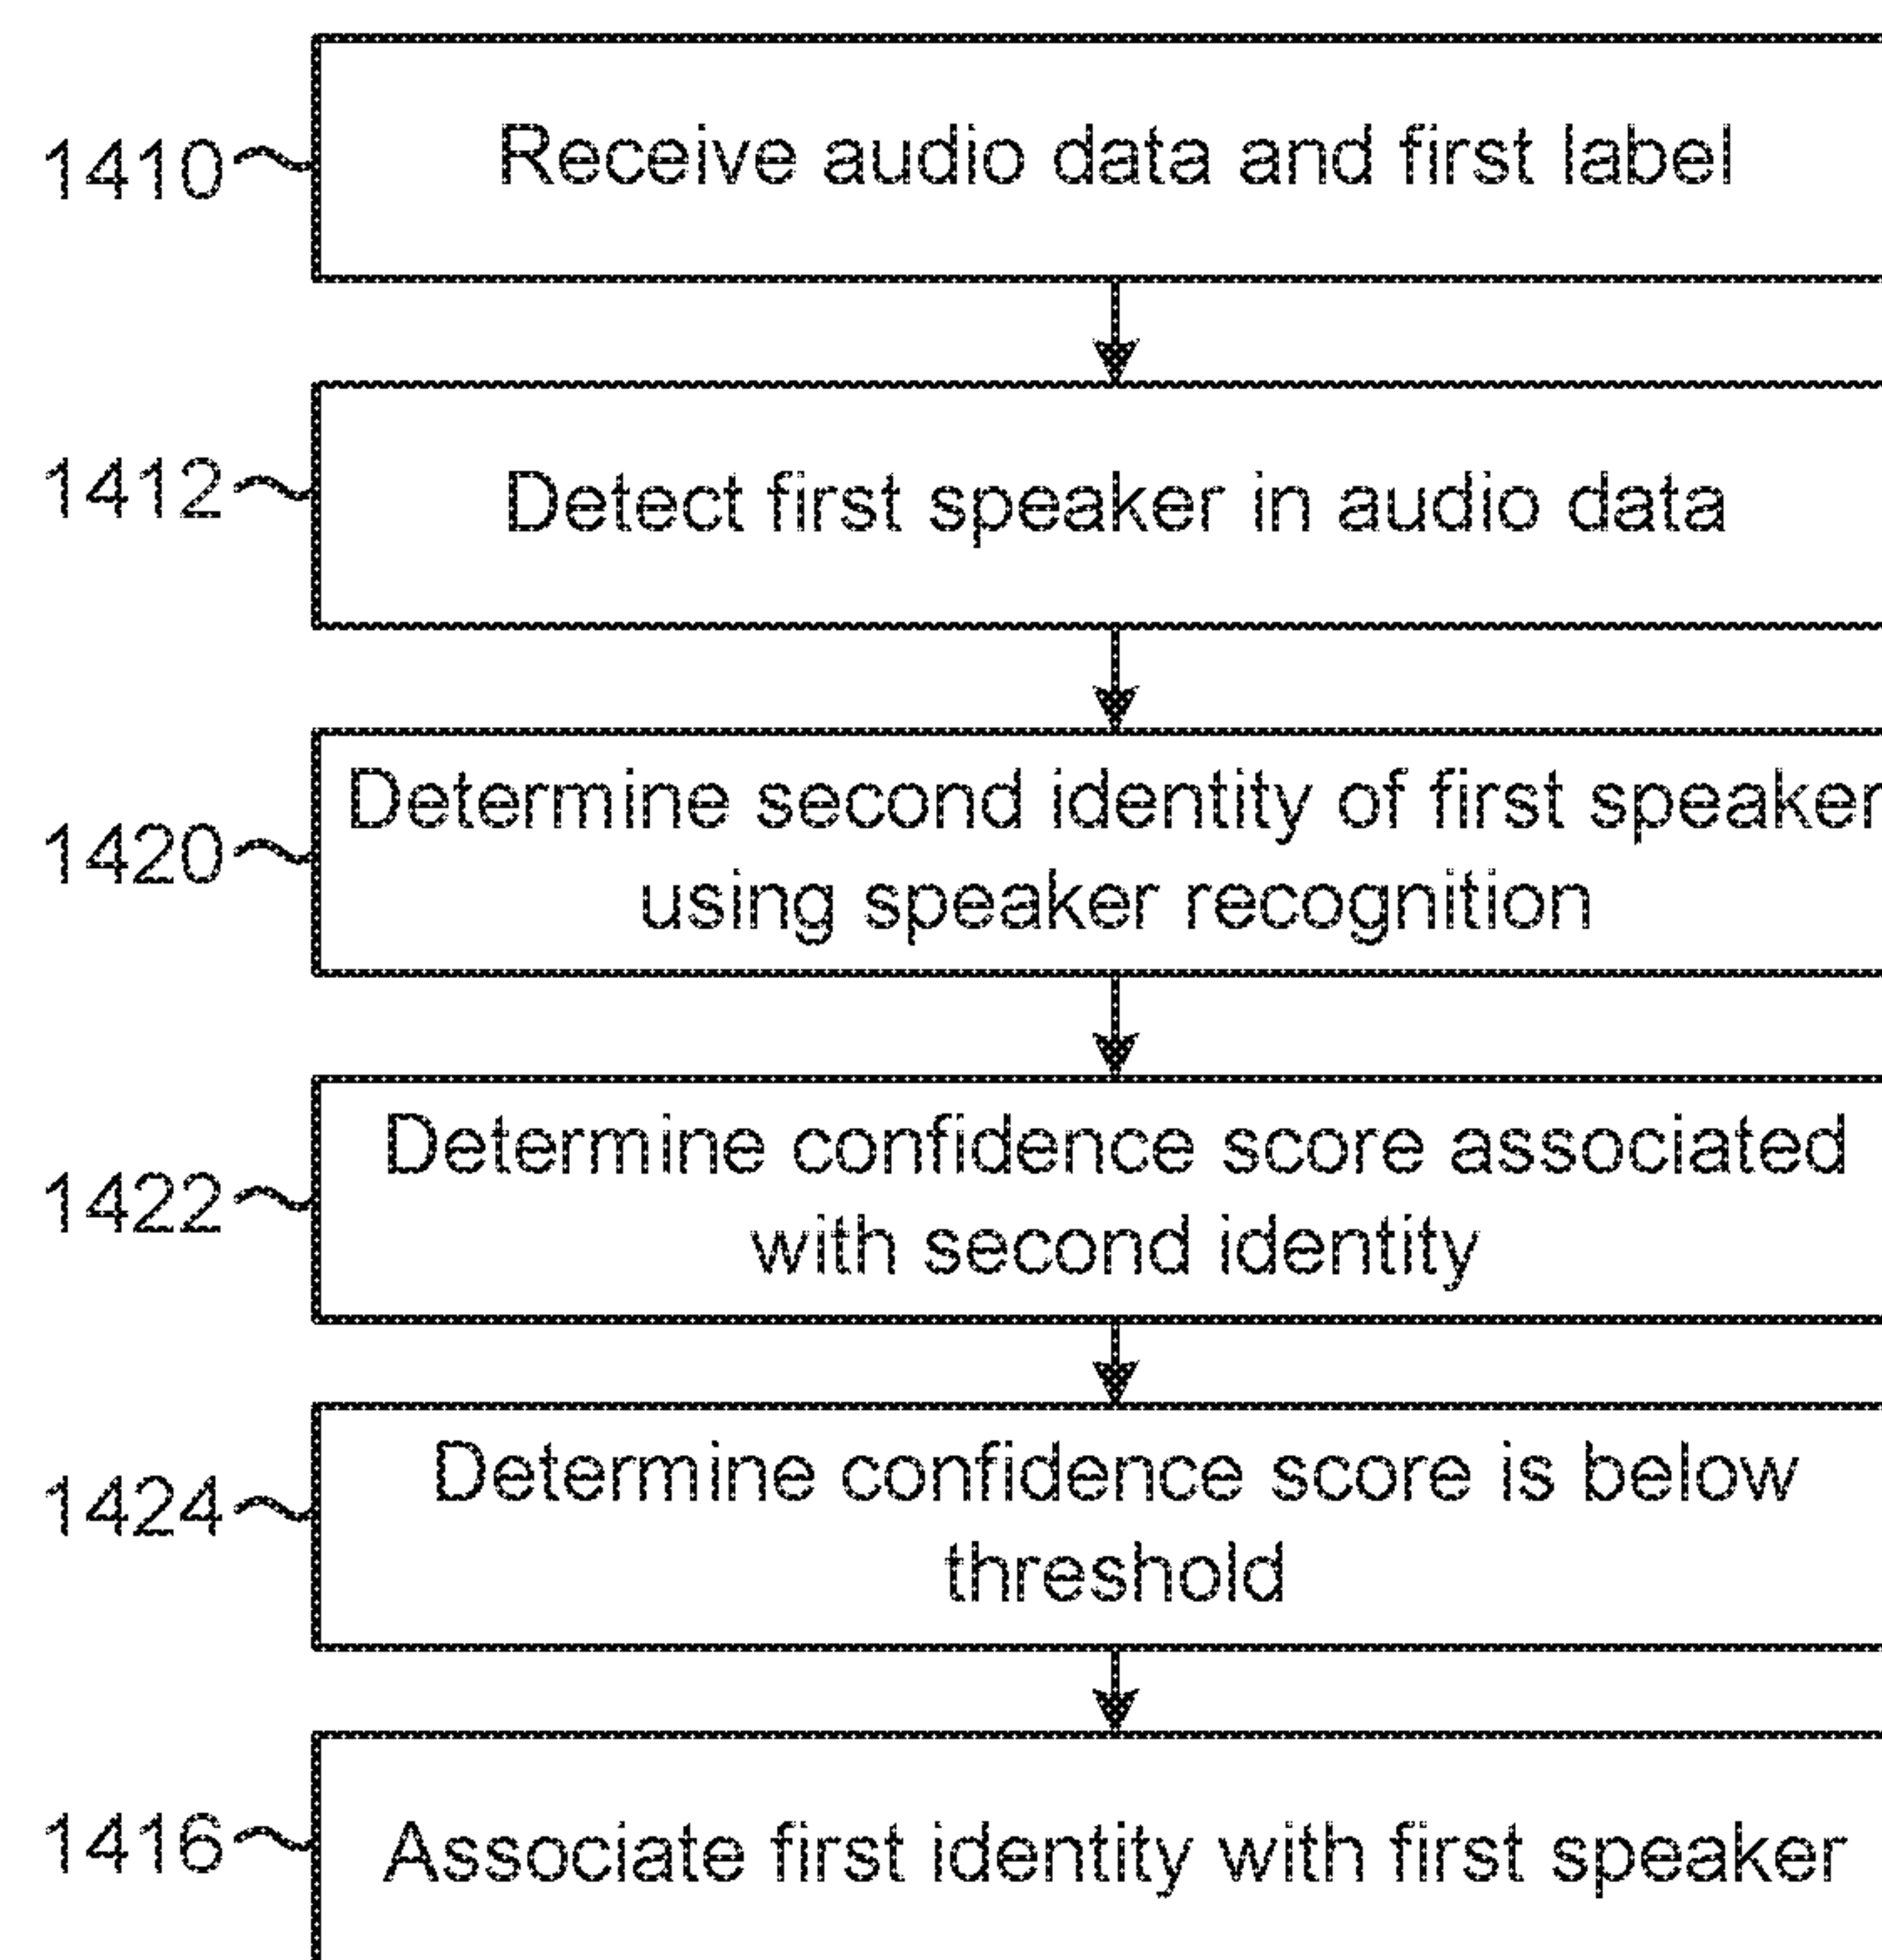 1410
Receive audio data and first label
1412
Detect first speaker in audio data
1420
Determine second identity of first speaker
using speaker recognition
1422
Determine confidence score associated
with second identity
1424
Determine confidence score is below
threshold
1416
Associate first identity with first speaker